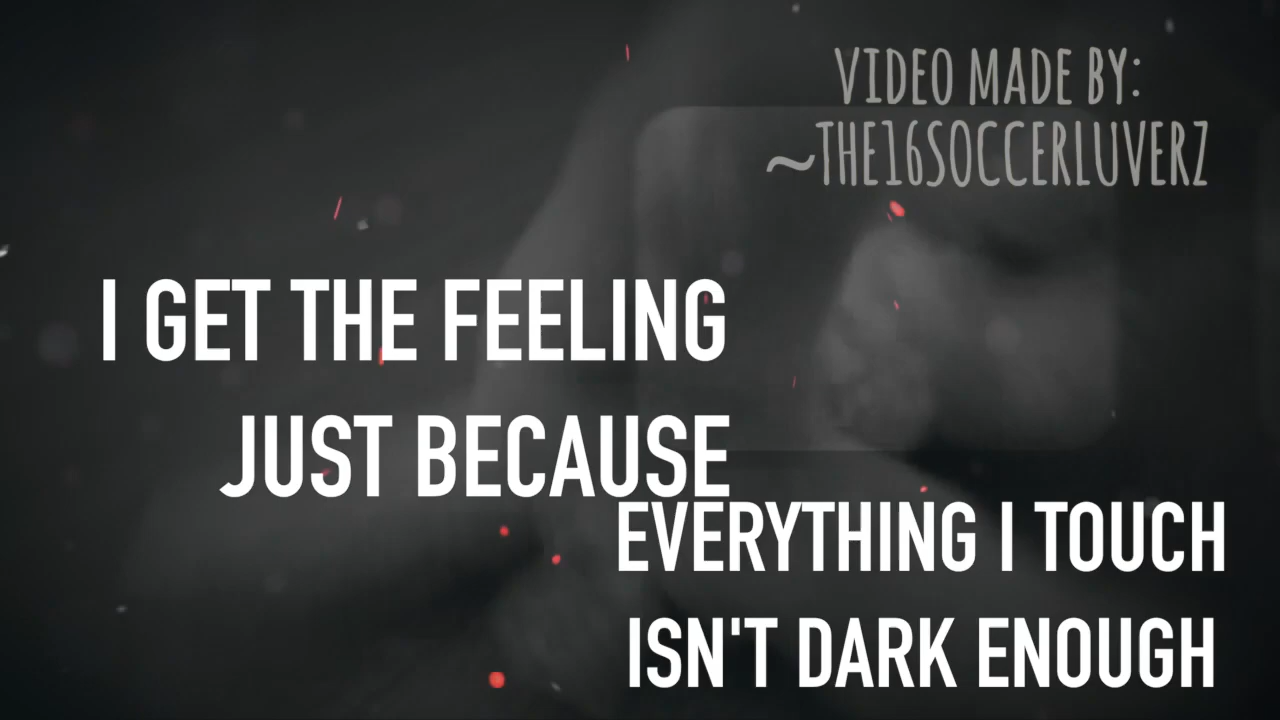 VIDEO MADE BY:
~THE16SOCCERLUVERZ
I GET THE FEELING
JUST BECAUSE
EVERYTHING I TOUCH
ISN'T DARK ENOUGH